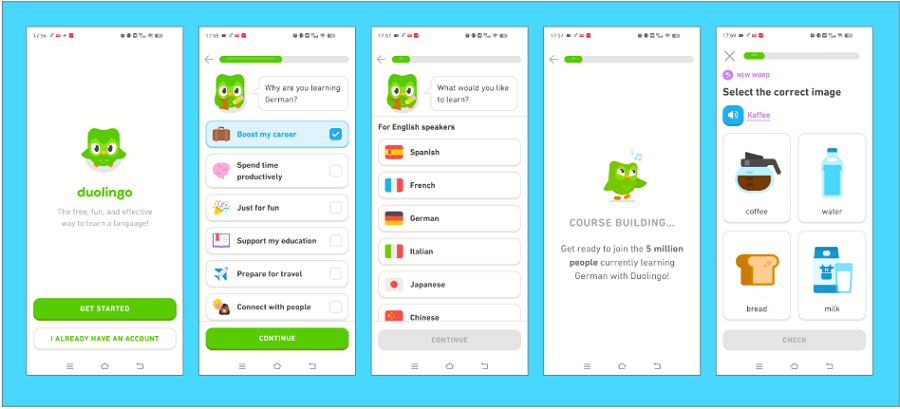 17:56
duolingo
The free, fun, and effective
way to learn a language!
GET STARTED
I ALREADY HAVE AN ACCOUNT
17:58
Why are you learning
German?
Boost my career
Spend time
productively
Just for fun
Support my education
Prepare for travel
Connect with people
CONTINUE
17:57
What would you like
to learn?
For English speakers
Spanish
French
German
Italian
Japanese
Chinese
CONTINUE
17:57
COURSE BUILDING...
Get ready to join the 5 million
people currently learning
German with Duolingo!
17:59
NEW WORD
Select the correct image
Kaffee
coffee
water
bread
milk
CHECK